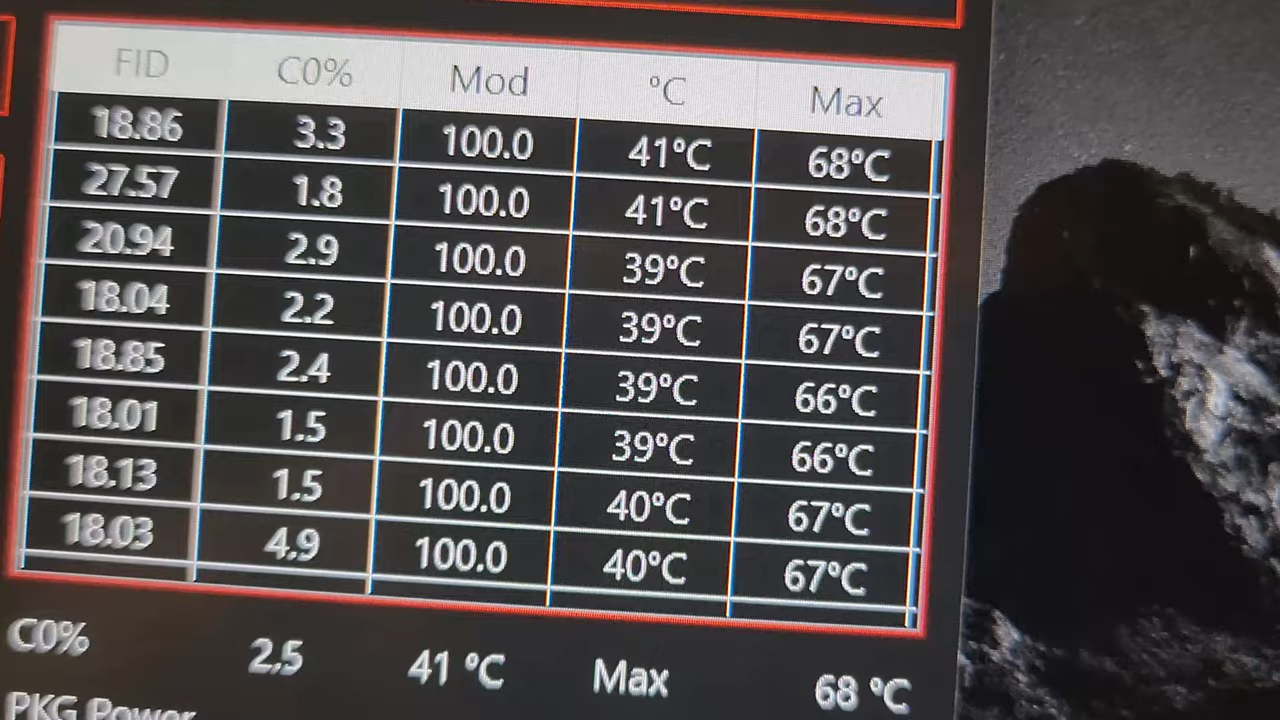 FID C0% Mod °C Max
18.86 3.3 100.0 41°C 68°C
27.57 1.8 100.0 41°C 68°C
20.94 2.9 100.0 39°C 67°C
18.04 2.2 100.0 39°C 67°C
18.85 2.4 100.0 39°C 66°C
18.01 1.5 100.0 39°C 66°C
18.13 1.5 100.0 40°C 67°C
18.03 4.9 100.0 40°C 67°C
C0% 2.5 41 °C Max 68 °C
PKG Power